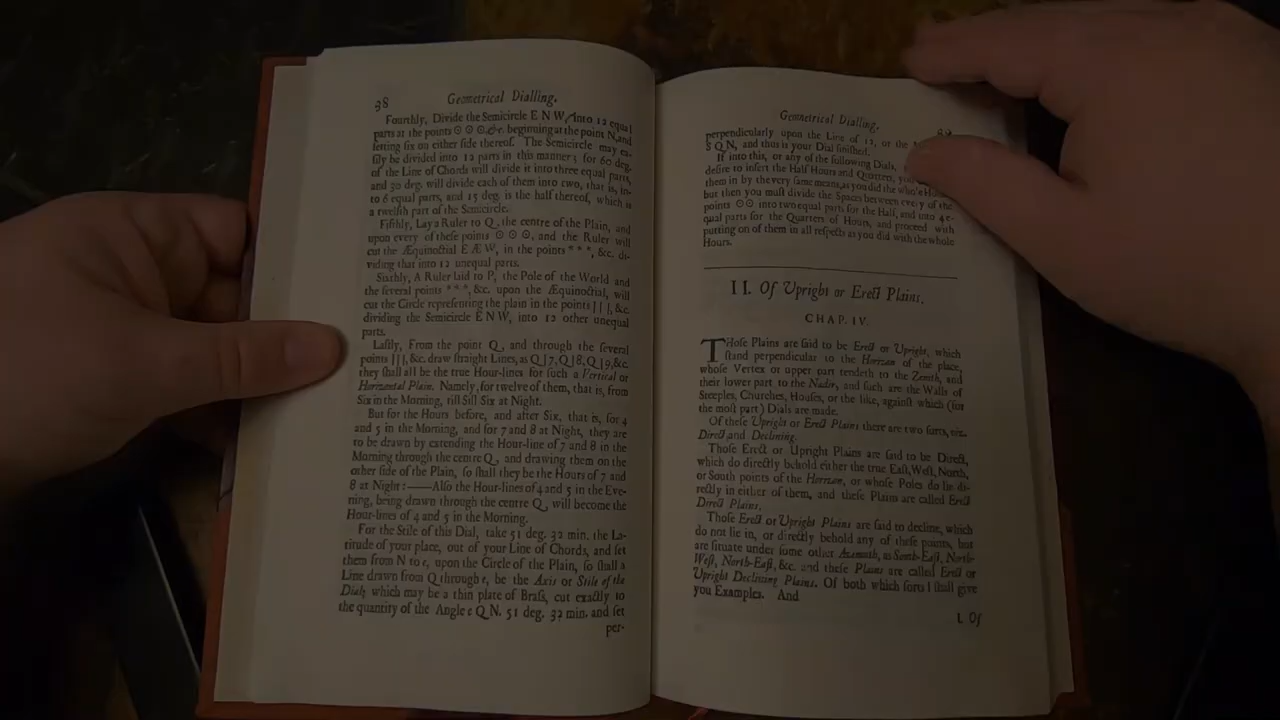 38
Geometrical Dialling.
Fourthly, Divide the Semicircle E N W, into 12 equal
parts at the points ☉ ☉ ☉, &c. beginning at the point N, and
ſetting ſix on either ſide thereof. The Semicircle may ea-
ſily be divided into 12 parts in this manner; for 60 deg.
of the Line of Chords will divide it into three equal parts,
and 30 deg. will divide each of them into two, that is, in-
to 6 equal parts, and 15 deg. is the half thereof, which is
a twelfth part of the Semicircle.
Fifthly, Lay a Ruler to Q, the centre of the Plain, and
upon every of theſe points ☉ ☉ ☉, and the Ruler will
cut the Æquinoctial E Æ W, in the points * * *, &c. di-
viding that into 12 unequal parts.
Sixthly, A Ruler laid to P, the Pole of the World and
the ſeveral points * * *, &c. upon the Æquinoctial, will
cut the Circle repreſenting the plain in the points | | |, &c.
dividing the Semicircle E N W, into 12 other unequal
parts.
Laſtly, From the point Q, and through the ſeveral
points | | |, &c. draw ſtraight Lines, as Q | 7, Q | 8, Q | 9, &c.
they ſhall all be the true Hour-lines for ſuch a Vertical or
Horizontal Plain. Namely, for twelve of them, that is, from
Six in the Morning, till Sill Six at Night.
But for the Hours before, and after Six, that is, for 4
and 5 in the Morning, and for 7 and 8 at Night, they are
to be drawn by extending the Hour-line of 7 and 8 in the
Morning through the centre Q, and drawing them on the
other ſide of the Plain, ſo ſhall they be the Hours of 7 and
8 at Night: —— Alſo the Hour-lines of 4 and 5 in the Eve-
ning, being drawn through the centre Q, will become the
Hour-lines of 4 and 5 in the Morning.
For the Stile of this Dial, take 51 deg. 32 min. the La-
titude of your place, out of your Line of Chords, and ſet
them from N to e, upon the Circle of the Plain, ſo ſhall a
Line drawn from Q through e, be the Axis or Stile of the
Dial; which may be a thin plate of Braſs, cut exactly to
the quantity of the Angle e Q N. 51 deg. 32 min. and ſet
per-
Geometrical Dialling.
perpendicularly upon the Line of 12, or the
S Q N, and thus is your Dial finiſhed.
If into this, or any of the following Dials,
deſire to inſert the Half Hours and Quarters, you
them in by the very ſame means, as you did the whole
but then you muſt divide the Spaces between every of the
points ☉ ☉ into two equal parts for the Half, and into 4 e-
qual parts for the Quarters of Hours, and proceed with
putting on of them in all reſpects as you did with the whole
Hours.
II. Of Upright or Erect Plains.
CHAP. IV.
THoſe Plains are ſaid to be Erect or Upright, which
ſtand perpendicular to the Horizon of the place,
whoſe Vertex or upper part tendeth to the Zenith, and
their lower part to the Nadir, and ſuch are the Walls of
Steeples, Churches, Houſes, or the like, againſt which (for
the moſt part) Dials are made.
Of theſe Upright or Erect Plains there are two ſorts, viz.
Direct and Declining.
Thoſe Erect or Upright Plains are ſaid to be Direct,
which do directly behold either the true Eaſt, Weſt, North,
or South points of the Horizon, or whoſe Poles do lie di-
rectly in either of them, and theſe Plains are called Erect
Direct Plains.
Thoſe Erect or Upright Plains are ſaid to decline, which
do not lie in, or directly behold any of theſe points, but
are ſituate under ſome other Azimuth, as South-Eaſt, North-
Weſt, North-Eaſt, &c. and theſe Plains are called Erect or
Upright Declining Plains. Of both which ſorts I ſhall give
you Examples. And
I. Of